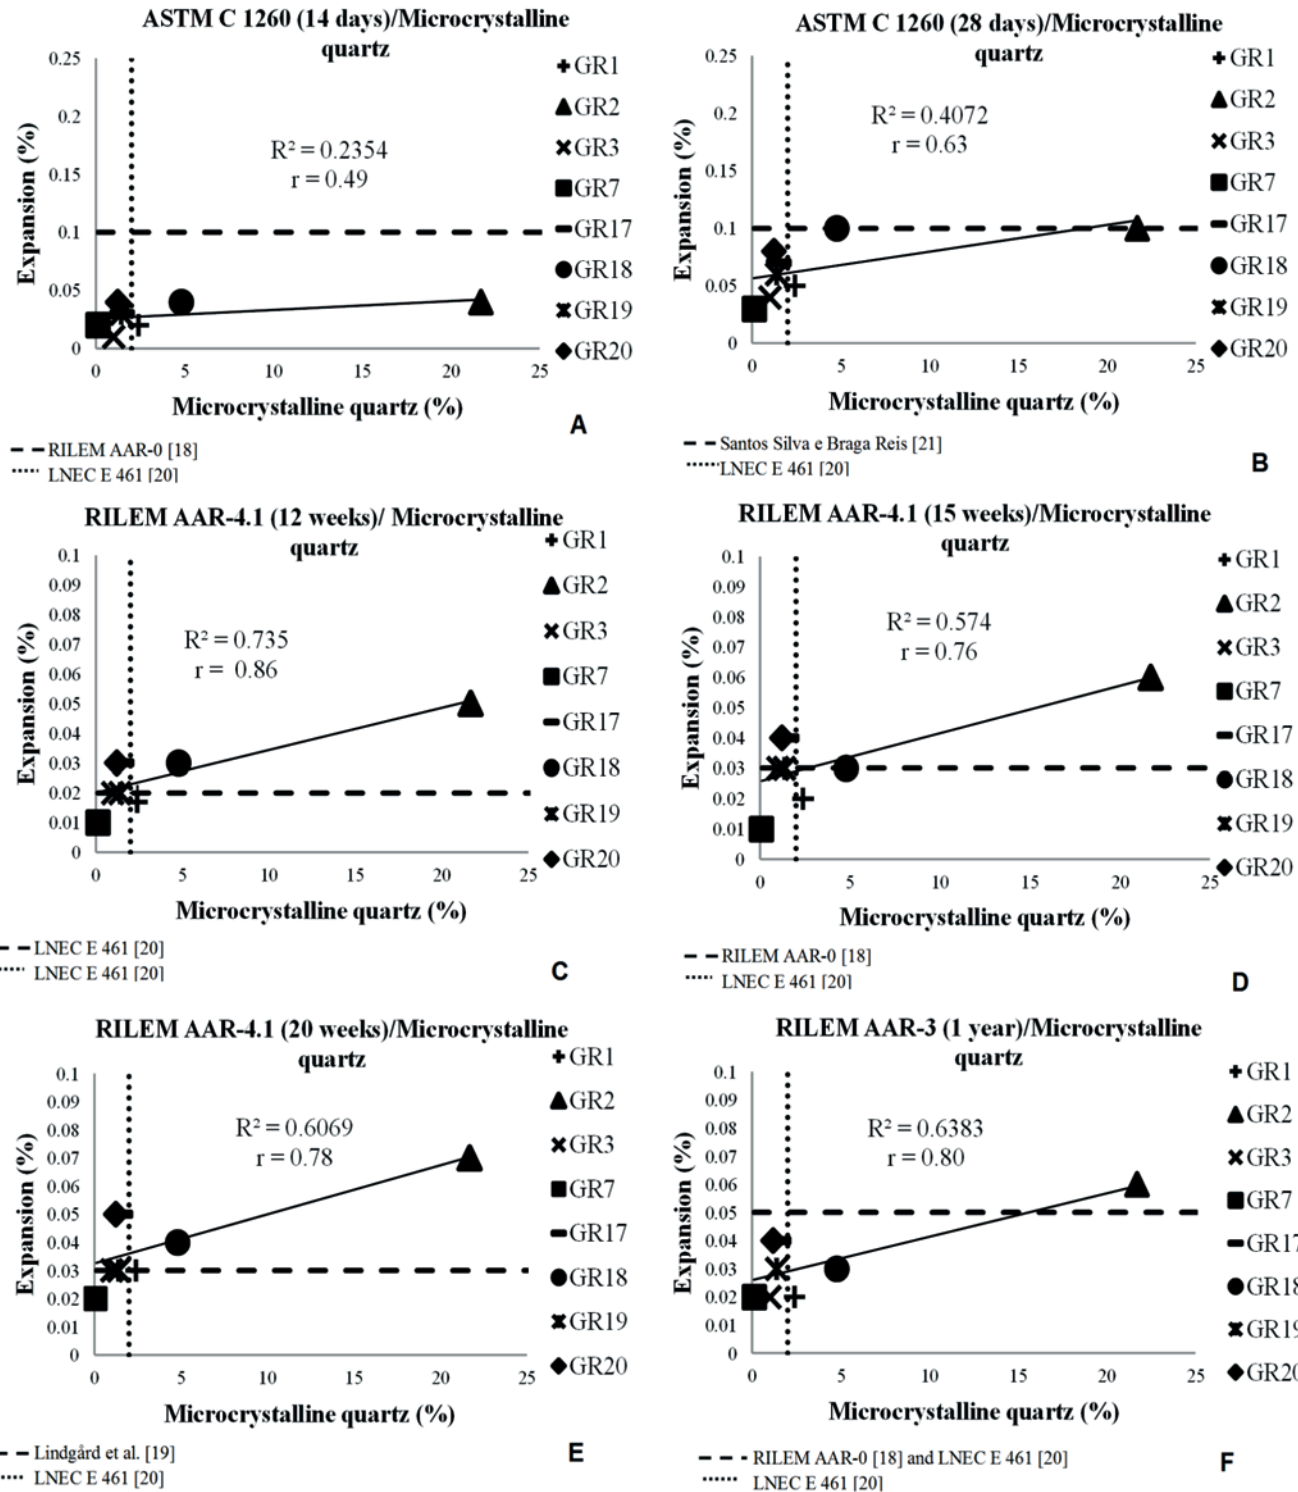 ASTM C 1260 (14 days)/Microcrystalline
quartz
0.25
0.2
0.15
0.1
0.05
0
Expansion (%)
R² = 0.2354
r = 0.49
0 5 10 15 20 25
Microcrystalline quartz (%)
GR1
GR2
GR3
GR7
GR17
GR18
GR19
GR20
A
RILEM AAR-0 [18]
LNEC E 461 [20]
ASTM C 1260 (28 days)/Microcrystalline
quartz
0.25
0.2
0.15
0.1
0.05
0
Expansion (%)
R² = 0.4072
r = 0.63
0 5 10 15 20 25
Microcrystalline quartz (%)
GR1
GR2
GR3
GR7
GR17
GR18
GR19
GR20
B
Santos Silva e Braga Reis [21]
LNEC E 461 [20]
RILEM AAR-4.1 (12 weeks)/ Microcrystalline
quartz
0.1
0.09
0.08
0.07
0.06
0.05
0.04
0.03
0.02
0.01
0
Expansion (%)
R² = 0.735
r = 0.86
0 5 10 15 20 25
Microcrystalline quartz (%)
GR1
GR2
GR3
GR7
GR17
GR18
GR19
GR20
C
LNEC E 461 [20]
LNEC E 461 [20]
RILEM AAR-4.1 (15 weeks)/Microcrystalline
quartz
0.1
0.09
0.08
0.07
0.06
0.05
0.04
0.03
0.02
0.01
0
Expansion (%)
R² = 0.574
r = 0.76
0 5 10 15 20 25
Microcrystalline quartz (%)
GR1
GR2
GR3
GR7
GR17
GR18
GR19
GR20
D
RILEM AAR-0 [18]
LNEC E 461 [20]
RILEM AAR-4.1 (20 weeks)/Microcrystalline
quartz
0.1
0.09
0.08
0.07
0.06
0.05
0.04
0.03
0.02
0.01
0
Expansion (%)
R² = 0.6069
r = 0.78
0 5 10 15 20 25
Microcrystalline quartz (%)
GR1
GR2
GR3
GR7
GR17
GR18
GR19
GR20
E
Lindgård et al. [19]
LNEC E 461 [20]
RILEM AAR-3 (1 year)/Microcrystalline
quartz
0.1
0.09
0.08
0.07
0.06
0.05
0.04
0.03
0.02
0.01
0
Expansion (%)
R² = 0.6383
r = 0.80
0 5 10 15 20 25
Microcrystalline quartz (%)
GR1
GR2
GR3
GR7
GR17
GR18
GR19
GR20
F
RILEM AAR-0 [18] and LNEC E 461 [20]
LNEC E 461 [20]